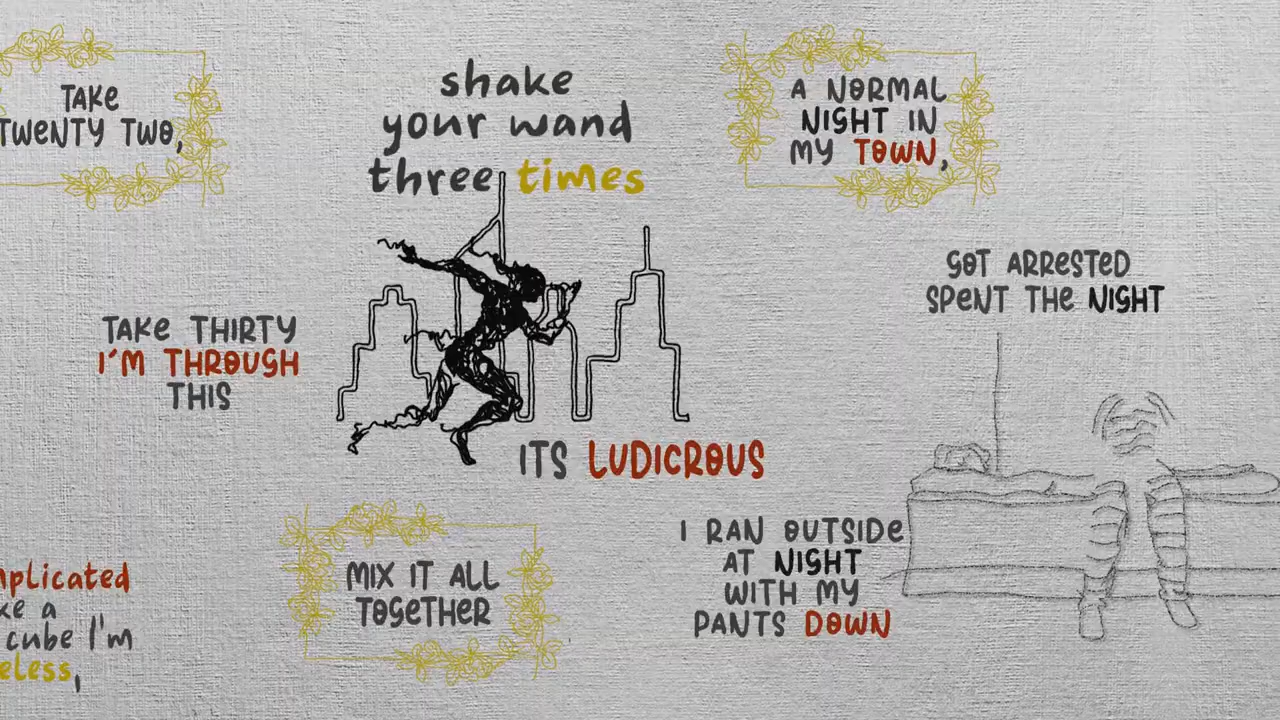 TAKE
TWENTY TWO,
shake
your wand
three times
A NORMAL
NIGHT IN
MY TOWN,
GOT ARRESTED
SPENT THE NIGHT
TAKE THIRTY
I'M THROUGH
THIS
ITS LUDICROUS
I RAN OUTSIDE
AT NIGHT
WITH MY
PANTS DOWN
MIX IT ALL
TOGETHER
a
cube I'm